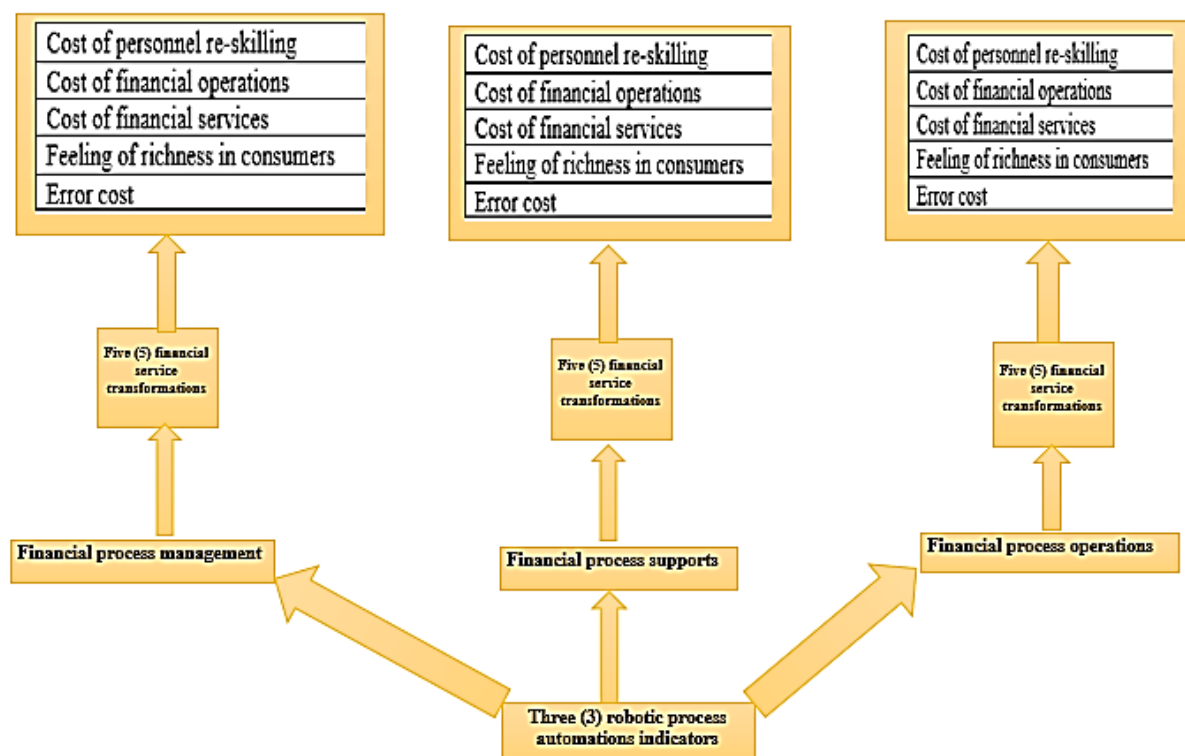 Cost of personnel re-skilling
Cost of financial operations
Cost of financial services
Feeling of richness in consumers
Error cost
Cost of personnel re-skilling
Cost of financial operations
Cost of financial services
Feeling of richness in consumers
Error cost
Cost of personnel re-skilling
Cost of financial operations
Cost of financial services
Feeling of richness in consumers
Error cost
Five (5) financial
service
transformations
Five (5) financial
service
transformations
Five (5) financial
service
transformations
Financial process management
Financial process supports
Financial process operations
Three (3) robotic process
automations indicators